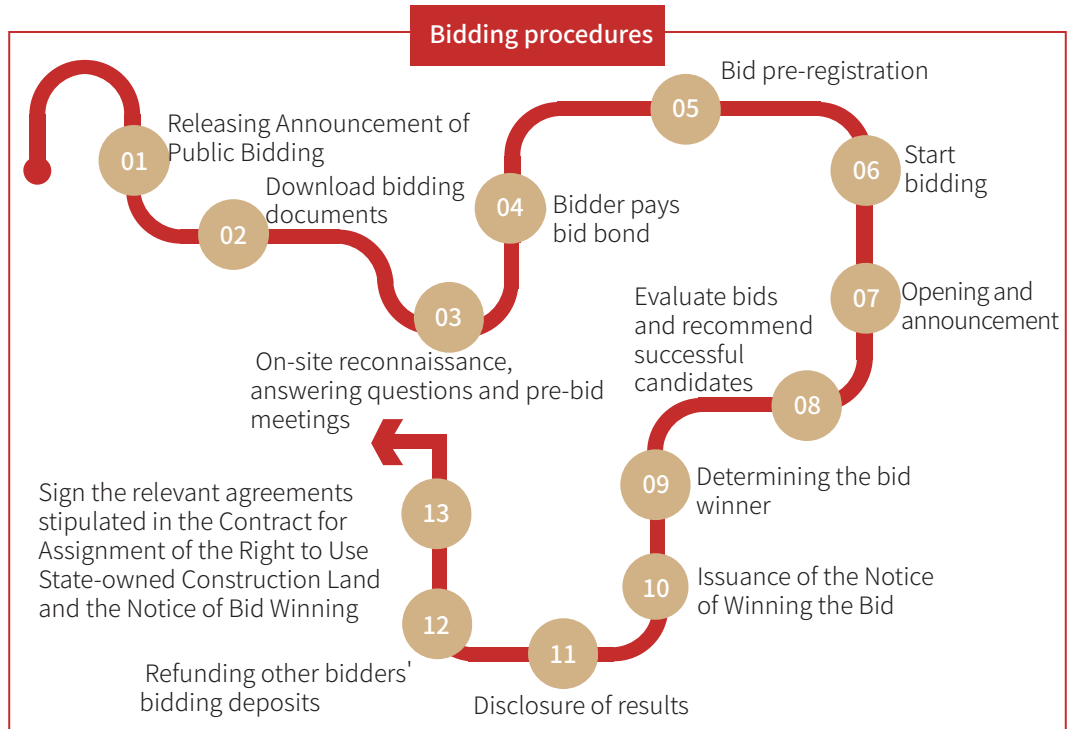 Bidding procedures
01
Releasing Announcement of
Public Bidding
02
Download bidding
documents
03
On-site reconnaissance,
answering questions and pre-bid
meetings
04
Bidder pays
bid bond
05
Bid pre-registration
06
Start
bidding
07
Opening and
announcement
08
Evaluate bids
and recommend
successful
candidates
09
Determining the bid
winner
10
Issuance of the Notice
of Winning the Bid
11
Disclosure of results
12
Refunding other bidders'
bidding deposits
13
Sign the relevant agreements
stipulated in the Contract for
Assignment of the Right to Use
State-owned Construction Land
and the Notice of Bid Winning